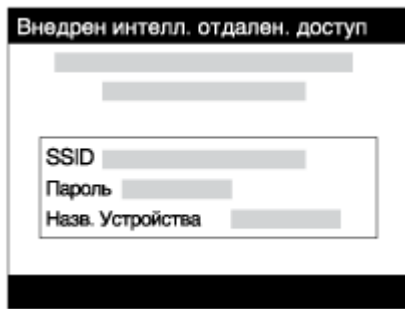 Внедрен интелл. отдален. доступ
SSID
Пароль
Назв. Устройства